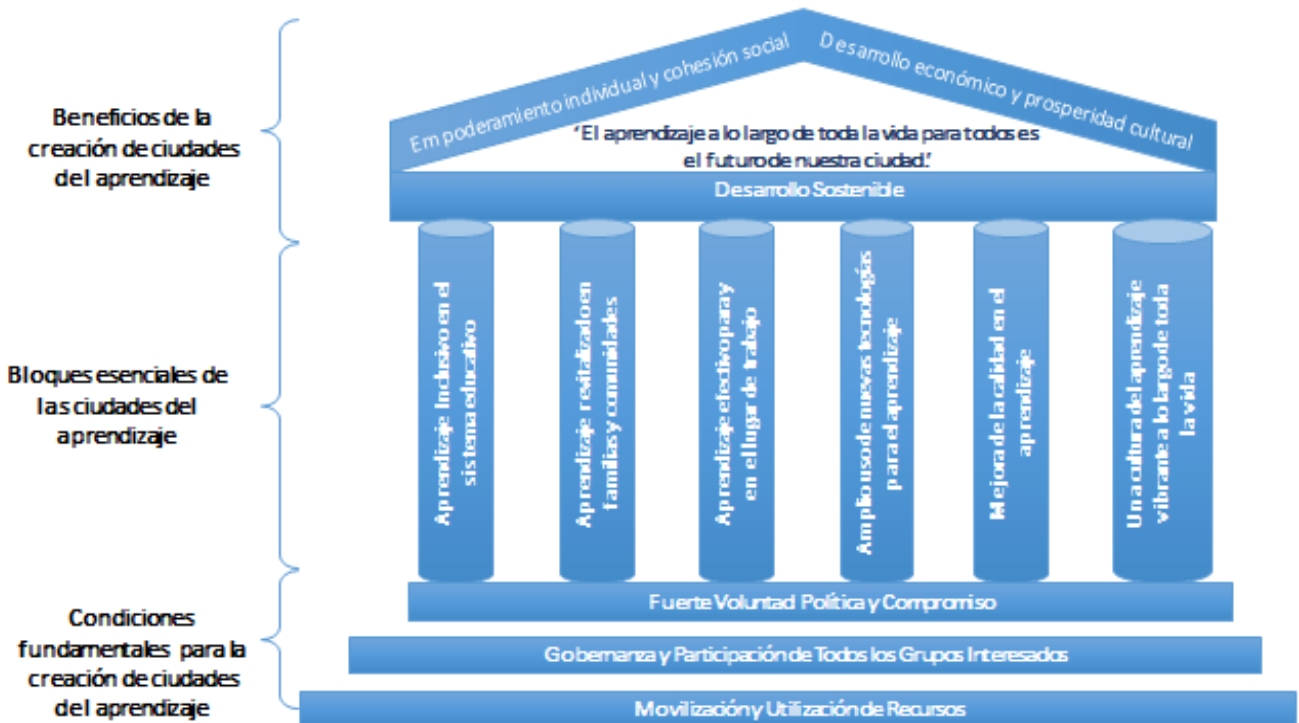 Beneficios de la
creación de ciudades
del aprendizaje
Empoderamiento individual y cohesión social
Desarrollo económico y prosperidad cultural
‘El aprendizaje a lo largo de toda la vida para todos es
el futuro de nuestra ciudad.’
Desarrollo Sostenible
Bloques esenciales de
las ciudades del
aprendizaje
Aprendizaje Inclusivo en el
sistema educativo
Aprendizaje revitalizado en
familias y comunidades
Aprendizaje efectivo para y
en el lugar de trabajo
Amplio uso de nuevas tecnologías
para el aprendizaje
Mejora de la calidad en el
aprendizaje
Una cultura del aprendizaje
vibrante a lo largo de toda
la vida
Condiciones
fundamentales para la
creación de ciudades
del aprendizaje
Fuerte Voluntad Política y Compromiso
Gobernanza y Participación de Todos los Grupos Interesados
Movilización y Utilización de Recursos